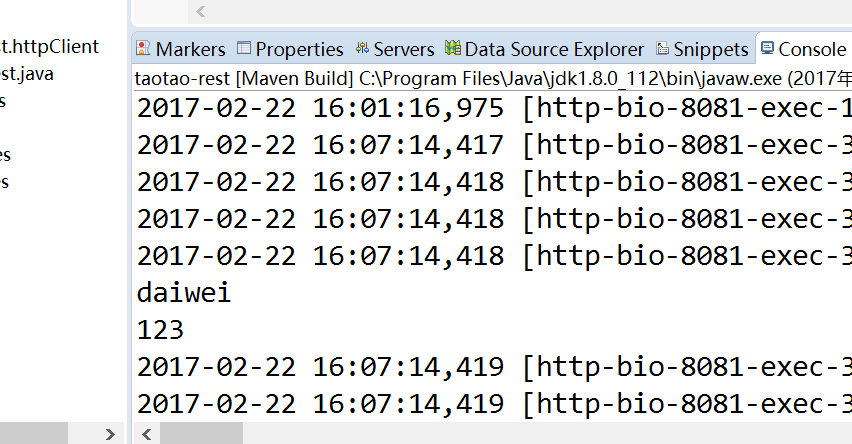 t.httpClient
est.java
s
es
s
Markers Properties Servers Data Source Explorer Snippets Console
taotao-rest [Maven Build] C:\Program Files\Java\jdk1.8.0_112\bin\javaw.exe (2017年
2017-02-22 16:01:16,975 [http-bio-8081-exec-1
2017-02-22 16:07:14,417 [http-bio-8081-exec-3
2017-02-22 16:07:14,418 [http-bio-8081-exec-3
2017-02-22 16:07:14,418 [http-bio-8081-exec-3
2017-02-22 16:07:14,418 [http-bio-8081-exec-3
daiwei
123
2017-02-22 16:07:14,419 [http-bio-8081-exec-3
2017-02-22 16:07:14,419 [http-bio-8081-exec-3